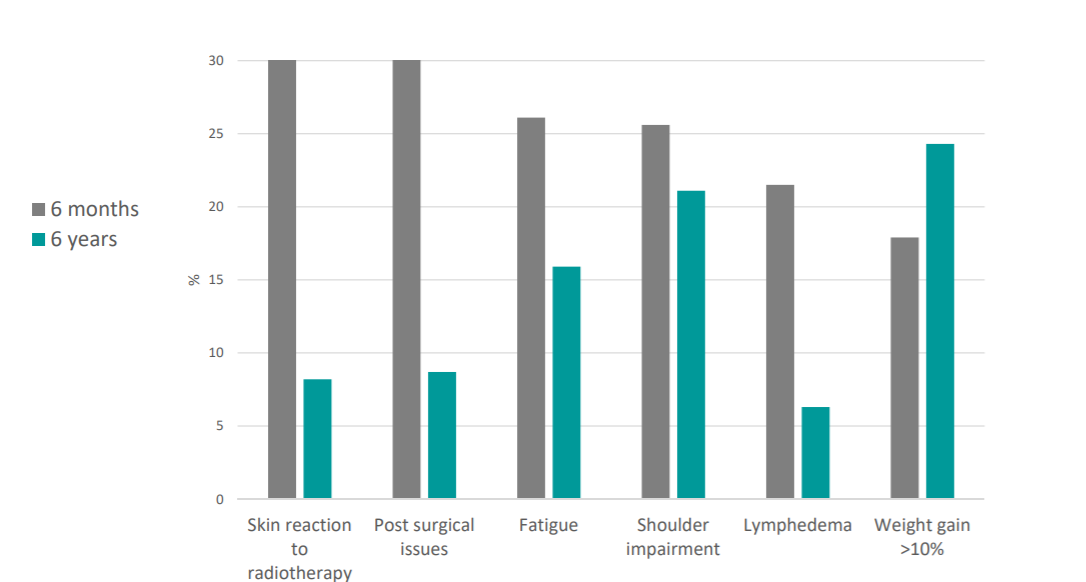 30
25
20
% 15
10
5
0
6 months
6 years
Skin reaction
to
radiotherapy
Post surgical
issues
Fatigue
Shoulder
impairment
Lymphedema
Weight gain
>10%